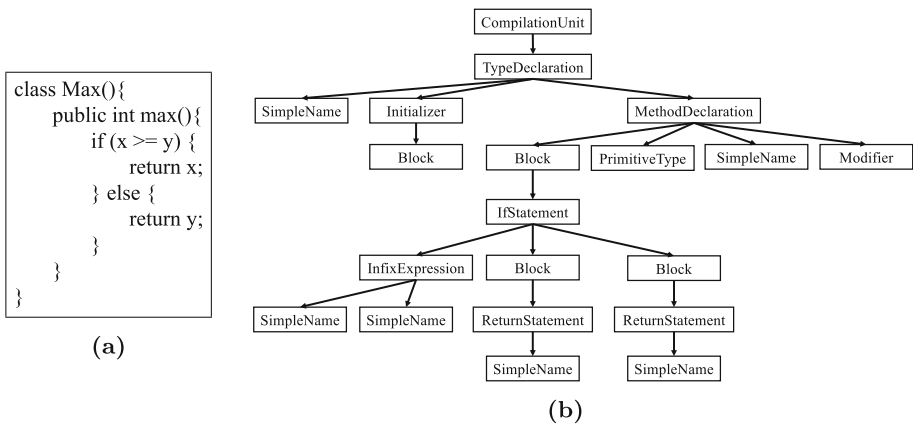 class Max(){
public int max(){
if (x >= y) {
return x;
} else {
return y;
}
}
}
(a)
CompilationUnit
TypeDeclaration
SimpleName Initializer MethodDeclaration
Block Block PrimitiveType SimpleName Modifier
IfStatement
InfixExpression Block Block
SimpleName SimpleName ReturnStatement ReturnStatement
SimpleName SimpleName
(b)